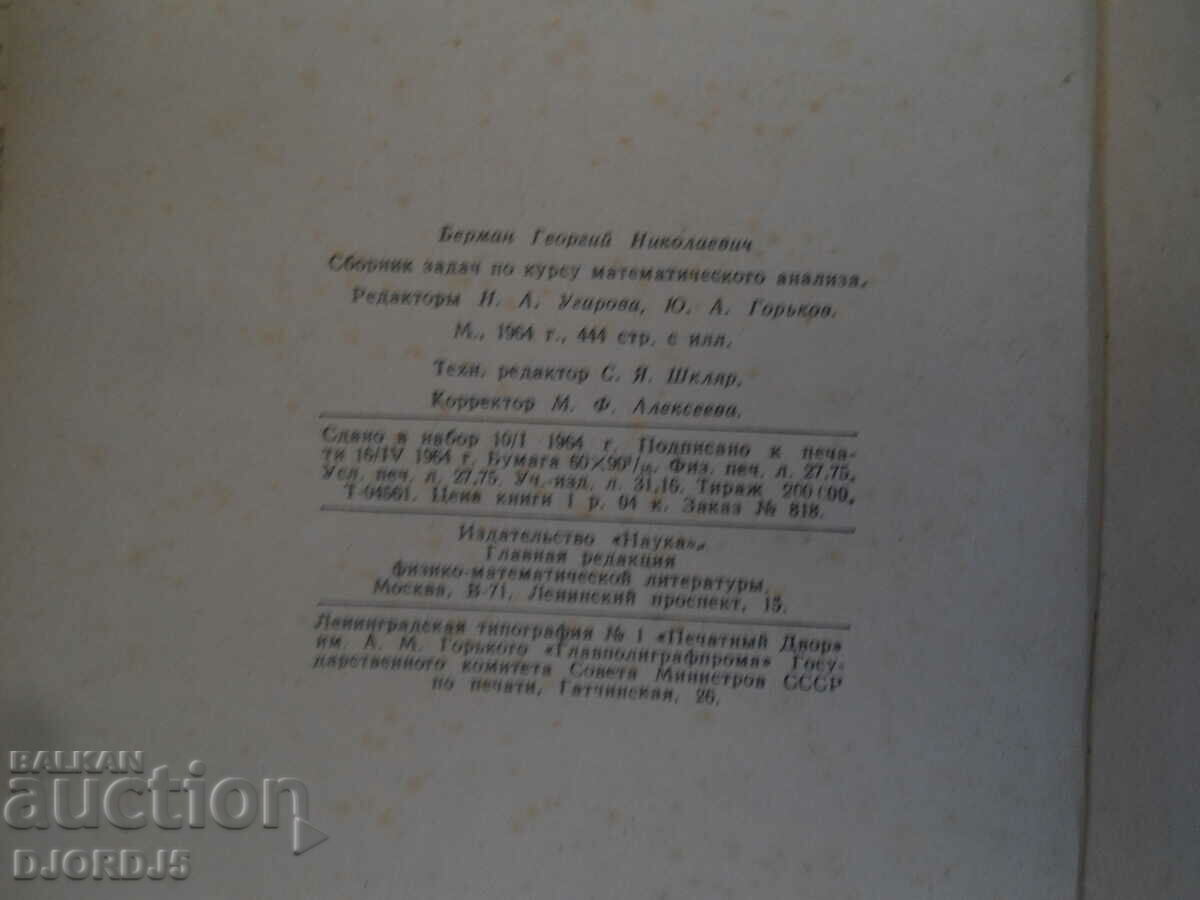 Берман Георгий Николаевич
Сборник задач по курсу математического анализа.
Редакторы И. А. Угарова, Ю. А. Горьков.
М., 1964 г., 444 стр. с илл.
Техн. редактор С. Я. Шкляр.
Корректор М. Ф. Алексеева.
Сдано в набор 10/I 1964 г. Подписано к печа-
ти 16/IV 1964 г. Бумага 60×90¹/₁₆. Физ. печ. л. 27,75.
Усл. печ. л. 27,75. Уч.-изд. л. 31,16. Тираж 200000.
Т-04661. Цена книги 1 р. 04 к. Заказ № 818.
Издательство «Наука».
Главная редакция
физико-математической литературы.
Москва, В-71, Ленинский проспект, 15.
Ленинградская типография № 1 «Печатный Двор»
им. А. М. Горького «Главполиграфпрома» Госу-
дарственного комитета Совета Министров СССР
по печати, Гатчинская, 26.
BALKAN
auction
DJORDJ5